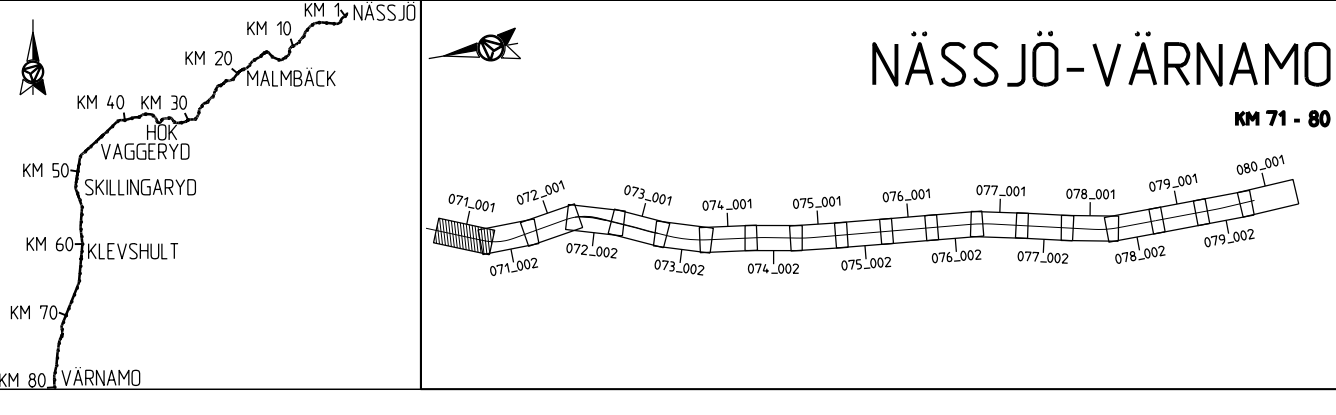 KM 1
NÄSSJÖ
KM 10
KM 20
MALMBÄCK
KM 40
KM 30
HOK
VAGGERYD
KM 50
SKILLINGARYD
KM 60
KLEVSHULT
KM 70
KM 80
VÄRNAMO
NÄSSJÖ-VÄRNAMO
KM 71 - 80
071_001
072_001
073_001
074_001
075_001
076_001
077_001
078_001
079_001
080_001
071_002
072_002
073_002
074_002
075_002
076_002
077_002
078_002
079_002